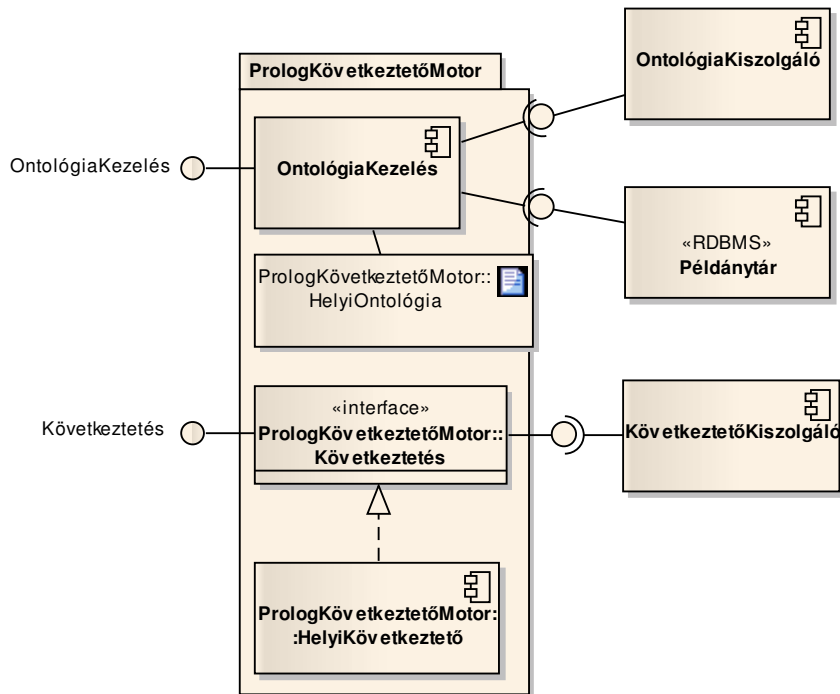 PrologKövetkeztetőMotor
OntológiaKiszolgáló
OntológiaKezelés
OntológiaKezelés
«RDBMS»
Példánytár
PrologKövetkeztetőMotor::
HelyiOntológia
Következtetés
«interface»
PrologKövetkeztetőMotor::
Következtetés
KövetkeztetőKiszolgáló
PrologKövetkeztetőMotor:
:HelyiKövetkeztető